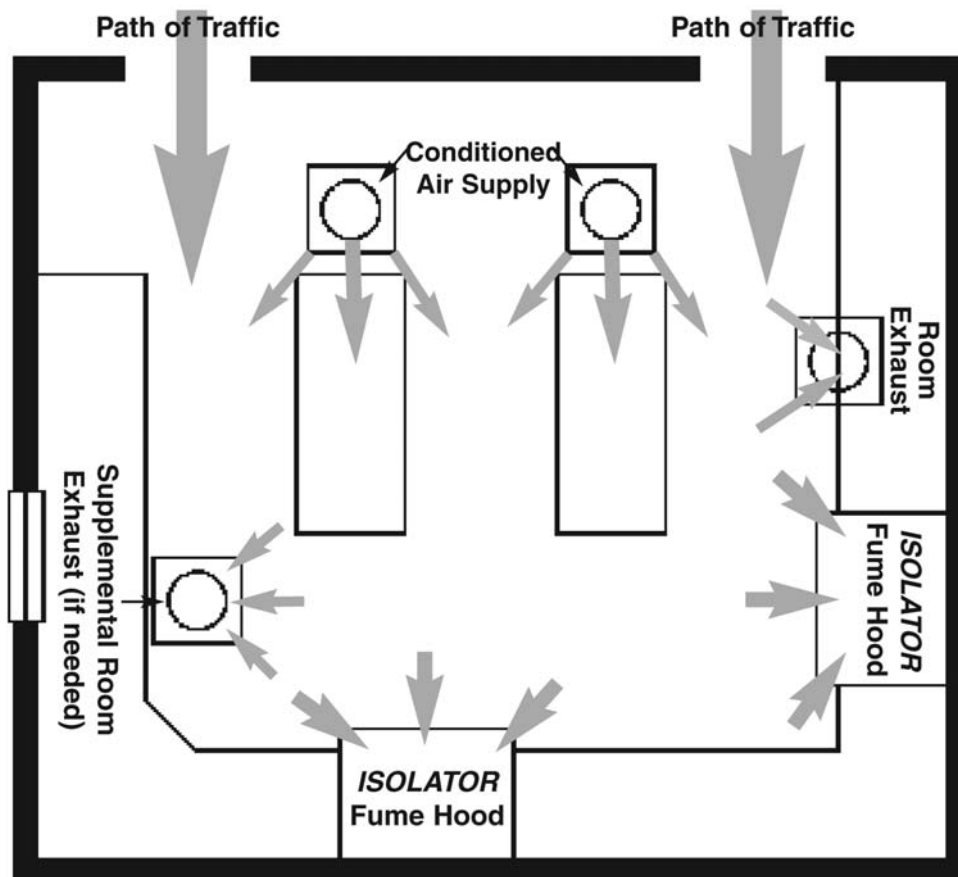 Path of Traffic
Path of Traffic
Conditioned
Air Supply
Room
Exhaust
Supplemental Room
Exhaust (if needed)
ISOLATOR
Fume Hood
ISOLATOR
Fume Hood